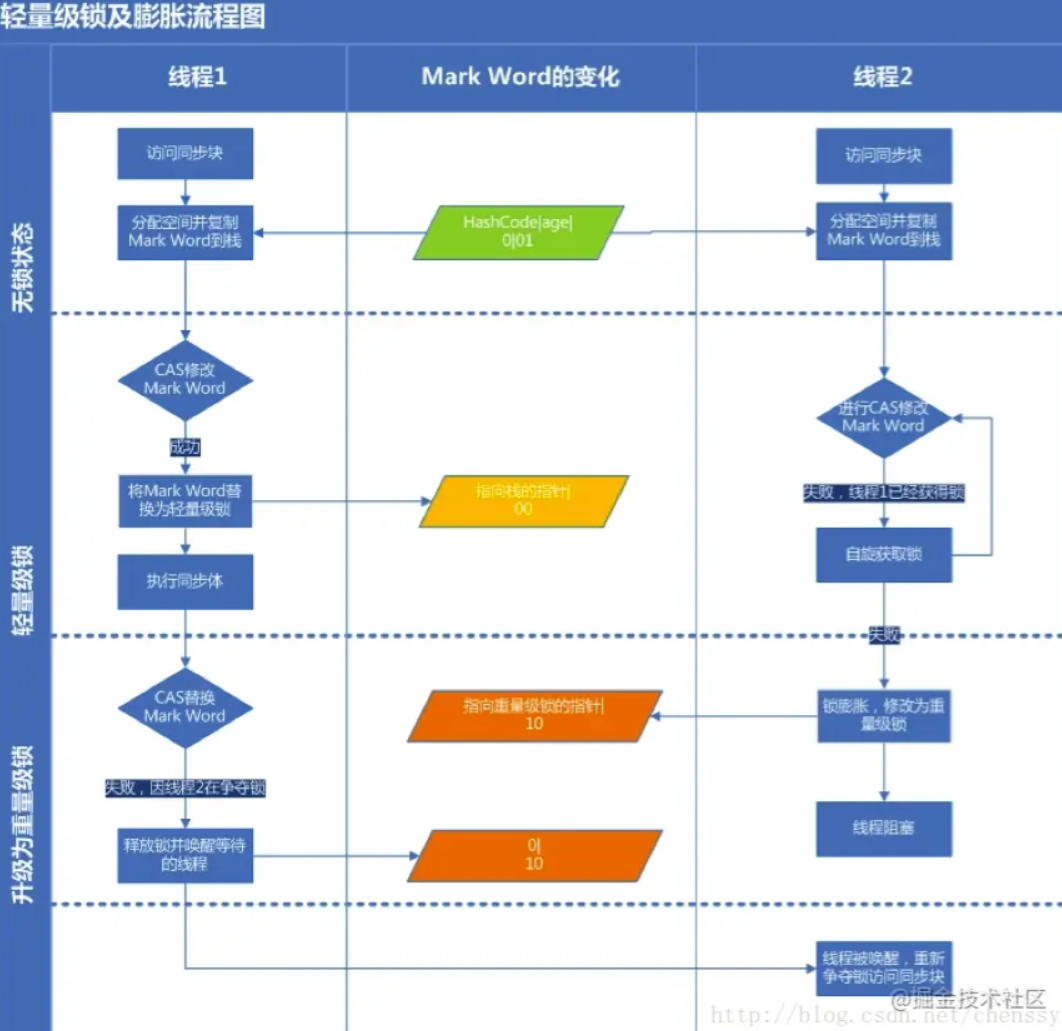 轻量级锁及膨胀流程图
线程1
Mark Word的变化
线程2
无锁状态
访问同步块
访问同步块
分配空间并复制
Mark Word到栈
HashCode|age|
0|01
分配空间并复制
Mark Word到栈
轻量级锁
CAS修改
Mark Word
进行CAS修改
Mark Word
成功
将Mark Word替
换为轻量级锁
指向栈的指针|
00
失败，线程1已经获得锁
自旋获取锁
执行同步体
失败
升级为重量级锁
CAS替换
Mark Word
指向重量级锁的指针|
10
锁膨胀，修改为重
量级锁
失败，因线程2在争夺锁
线程阻塞
释放锁并唤醒等待
的线程
0|
10
线程被唤醒，重新
争夺锁访问同步块
@掘金技术社区
http://blog.csdn.net/chenssy